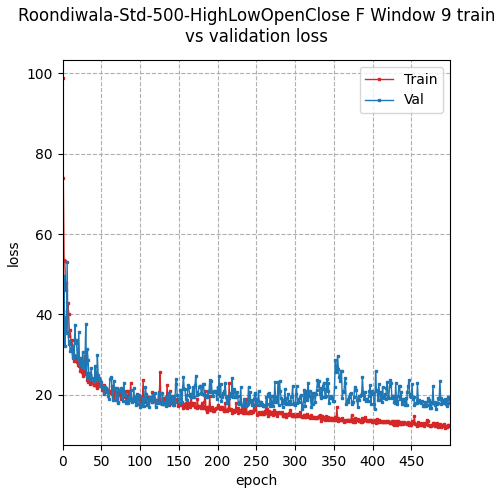 Roondiwala-Std-500-HighLowOpenClose F Window 9 train
vs validation loss
Train
Val
100
80
60
40
20
loss
0 50 100 150 200 250 300 350 400 450
epoch